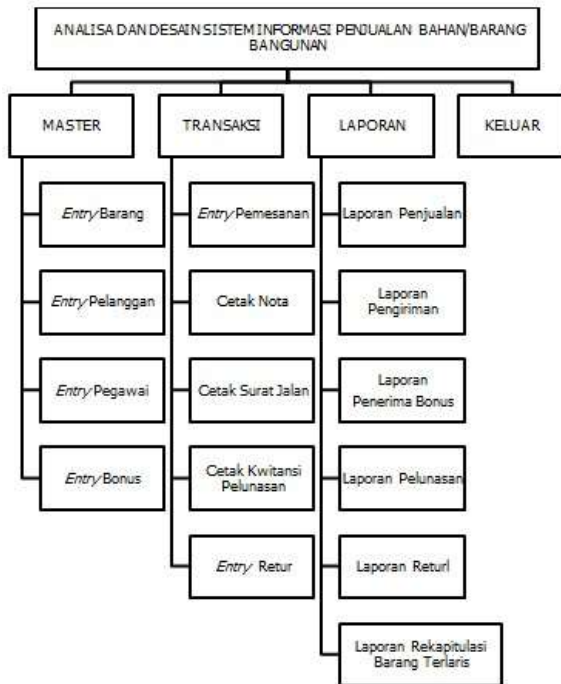 ANALISA DAN DESAIN SISTEM INFORMASI PENJUALAN BAHAN/BARANG
BANGUNAN
MASTER
TRANSAKSI
LAPORAN
KELUAR
Entry Barang
Entry Pelanggan
Entry Pegawai
Entry Bonus
Entry Pemesanan
Cetak Nota
Cetak Surat Jalan
Cetak Kwitansi
Pelunasan
Entry Retur
Laporan Penjualan
Laporan
Pengiriman
Laporan
Penerima Bonus
Laporan Pelunasan
Laporan Returl
Laporan Rekapitulasi
Barang Terlaris